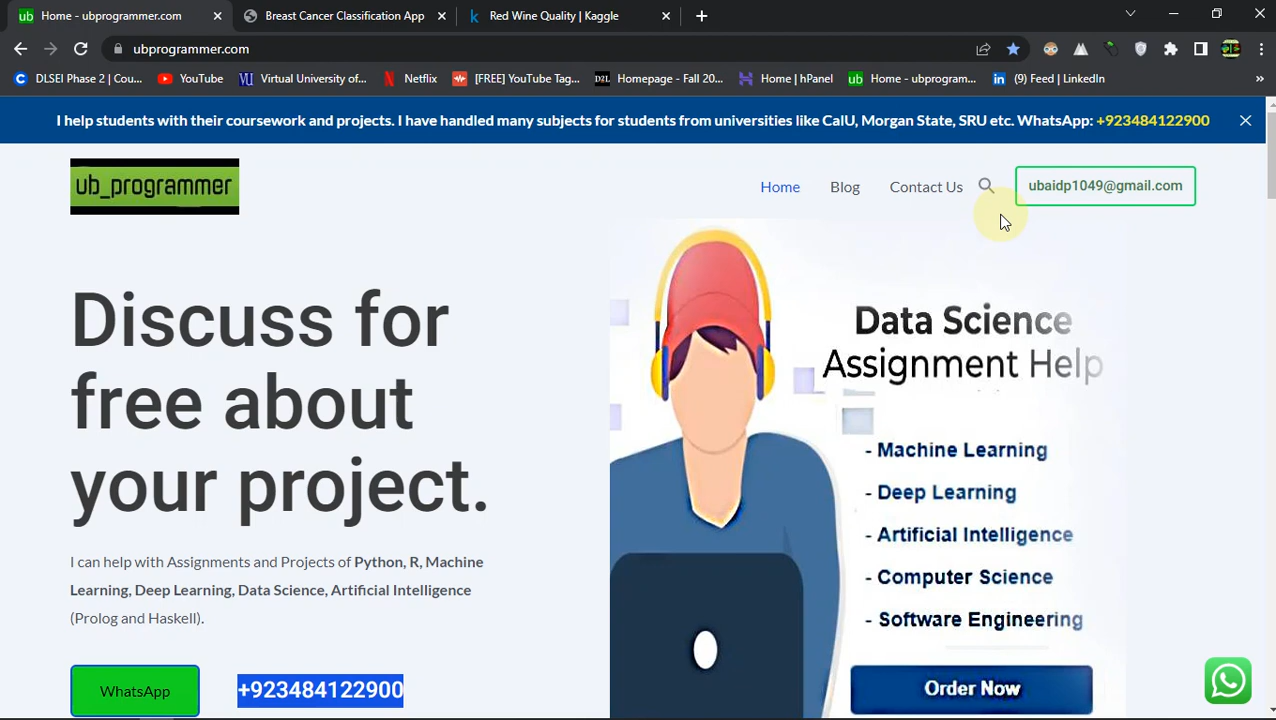 Home - ubprogrammer.com
Breast Cancer Classification App
Red Wine Quality | Kaggle
ubprogrammer.com
DLSEI Phase 2 | Cou...
YouTube
Virtual University of...
Netflix
[FREE] YouTube Tag...
Homepage - Fall 20...
Home | hPanel
Home - ubprogram...
(9) Feed | LinkedIn
I help students with their coursework and projects. I have handled many subjects for students from universities like CalU, Morgan State, SRU etc. WhatsApp: +923484122900
ub_programmer
Home
Blog
Contact Us
ubaidp1049@gmail.com
Discuss for
free about
your project.
I can help with Assignments and Projects of Python, R, Machine
Learning, Deep Learning, Data Science, Artificial Intelligence
(Prolog and Haskell).
WhatsApp
+923484122900
Data Science
Assignment Help
- Machine Learning
- Deep Learning
- Artificial Intelligence
- Computer Science
- Software Engineering
Order Now